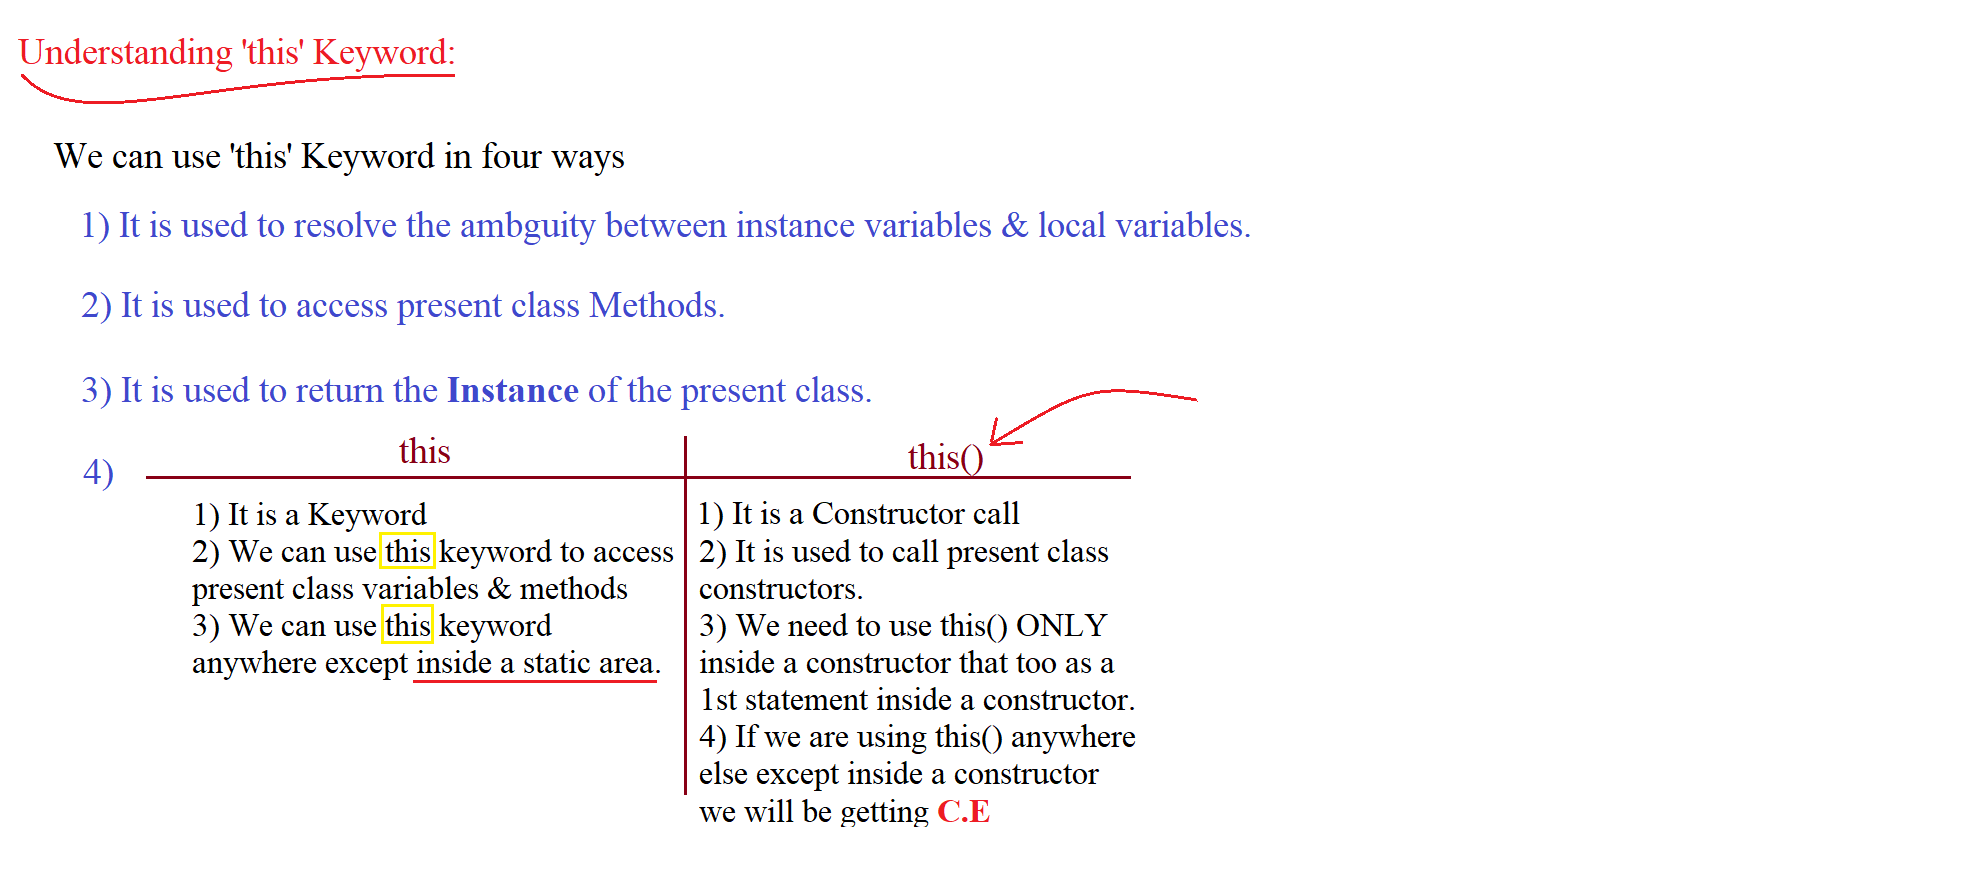 Understanding 'this' Keyword:
We can use 'this' Keyword in four ways
1) It is used to resolve the ambguity between instance variables & local variables.
2) It is used to access present class Methods.
3) It is used to return the Instance of the present class.
4)
this
1) It is a Keyword
2) We can use this keyword to access
present class variables & methods
3) We can use this keyword
anywhere except inside a static area.
this()
1) It is a Constructor call
2) It is used to call present class
constructors.
3) We need to use this() ONLY
inside a constructor that too as a
1st statement inside a constructor.
4) If we are using this() anywhere
else except inside a constructor
we will be getting C.E